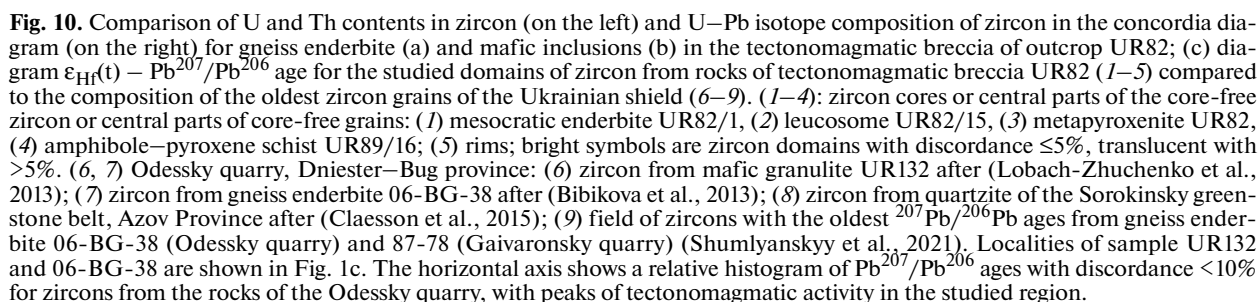 Fig. 10. Comparison of U and Th contents in zircon (on the left) and U–Pb isotope composition of zircon in the concordia dia-
gram (on the right) for gneiss enderbite (a) and mafic inclusions (b) in the tectonomagmatic breccia of outcrop UR82; (c) dia-
gram εHf(t) – Pb207/Pb206 age for the studied domains of zircon from rocks of tectonomagmatic breccia UR82 (1–5) compared
to the composition of the oldest zircon grains of the Ukrainian shield (6–9). (1–4): zircon cores or central parts of the core-free
zircon or central parts of core-free grains: (1) mesocratic enderbite UR82/1, (2) leucosome UR82/15, (3) metapyroxenite UR82,
(4) amphibole–pyroxene schist UR89/16; (5) rims; bright symbols are zircon domains with discordance ≤5%, translucent with
>5%. (6, 7) Odessky quarry, Dniester–Bug province: (6) zircon from mafic granulite UR132 after (Lobach-Zhuchenko et al.,
2013); (7) zircon from gneiss enderbite 06-BG-38 after (Bibikova et al., 2013); (8) zircon from quartzite of the Sorokinsky green-
stone belt, Azov Province after (Claesson et al., 2015); (9) field of zircons with the oldest 207Pb/206Pb ages from gneiss ender-
bite 06-BG-38 (Odessky quarry) and 87-78 (Gaivaronsky quarry) (Shumlyanskyy et al., 2021). Localities of sample UR132
and 06-BG-38 are shown in Fig. 1c. The horizontal axis shows a relative histogram of Pb207/Pb206 ages with discordance <10%
for zircons from the rocks of the Odessky quarry, with peaks of tectonomagmatic activity in the studied region.